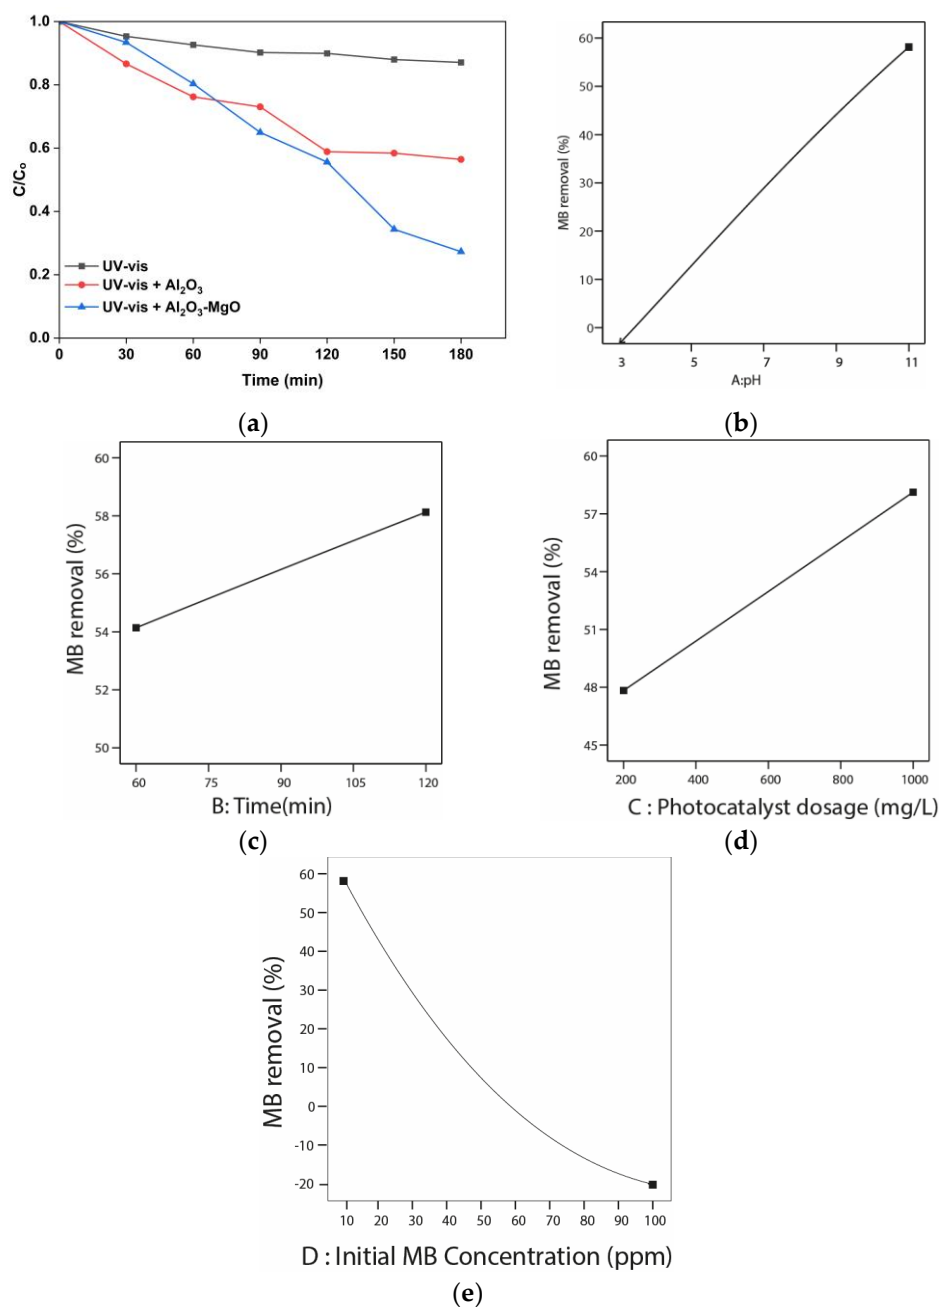 1.0
0.8
0.6
0.4
0.2
0.0
C/C₀
UV-vis
UV-vis + Al₂O₃
UV-vis + Al₂O₃-MgO
0 30 60 90 120 150 180
Time (min)
(a)
60
50
40
30
20
10
0
MB removal (%)
3 5 7 9 11
A:pH
(b)
60
58
56
54
52
50
MB removal (%)
60 75 90 105 120
B: Time(min)
(c)
60
57
54
51
48
45
MB removal (%)
200 400 600 800 1000
C : Photocatalyst dosage (mg/L)
(d)
60
50
40
30
20
10
0
-10
-20
MB removal (%)
10 20 30 40 50 60 70 80 90 100
D : Initial MB Concentration (ppm)
(e)